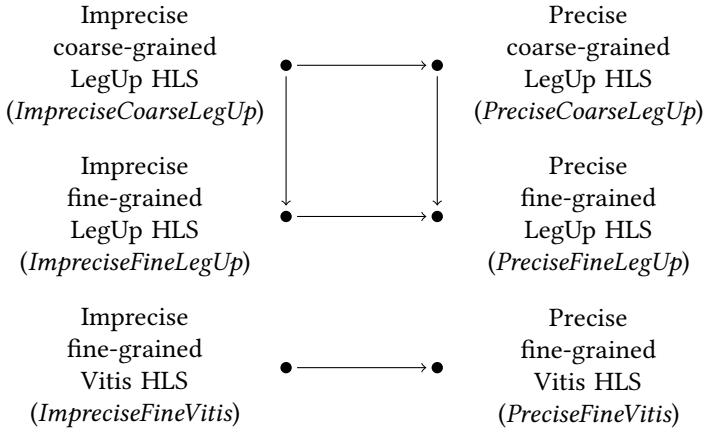 Imprecise
coarse-grained
LegUp HLS
(ImpreciseCoarseLegUp)
Precise
coarse-grained
LegUp HLS
(PreciseCoarseLegUp)
Imprecise
fine-grained
LegUp HLS
(ImpreciseFineLegUp)
Precise
fine-grained
LegUp HLS
(PreciseFineLegUp)
Imprecise
fine-grained
Vitis HLS
(ImpreciseFineVitis)
Precise
fine-grained
Vitis HLS
(PreciseFineVitis)